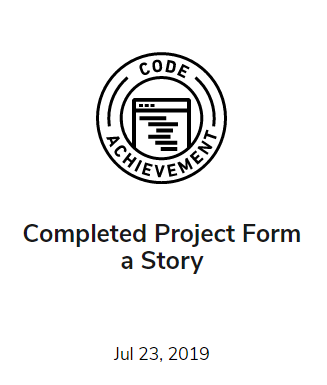 CODE
ACHIEVEMENT
Completed Project Form
a Story
Jul 23, 2019